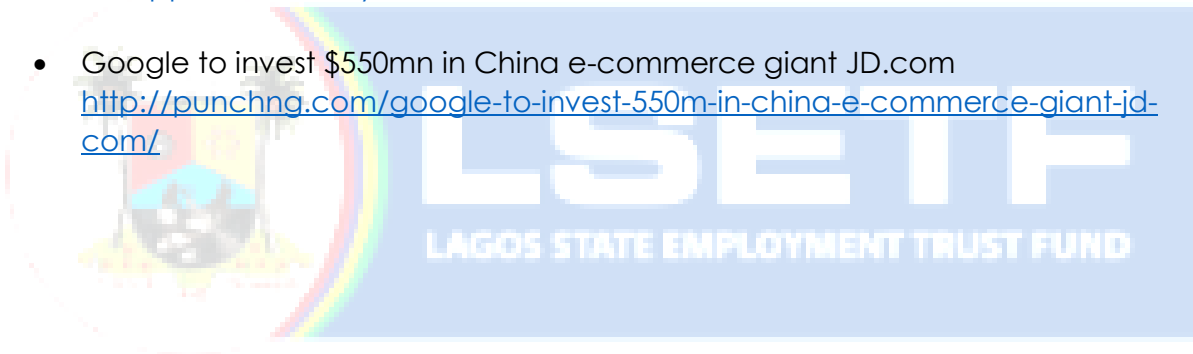 • Google to invest $550mn in China e-commerce giant JD.com
http://punchng.com/google-to-invest-550m-in-china-e-commerce-giant-jd-
com/
LSETF
LAGOS STATE EMPLOYMENT TRUST FUND